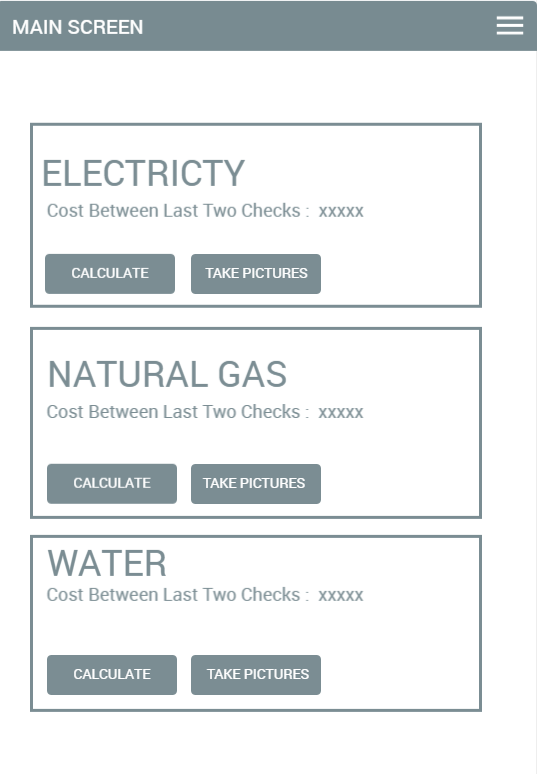 MAIN SCREEN
ELECTRICTY
Cost Between Last Two Checks : xxxxx
CALCULATE TAKE PICTURES
NATURAL GAS
Cost Between Last Two Checks : xxxxx
CALCULATE TAKE PICTURES
WATER
Cost Between Last Two Checks : xxxxx
CALCULATE TAKE PICTURES